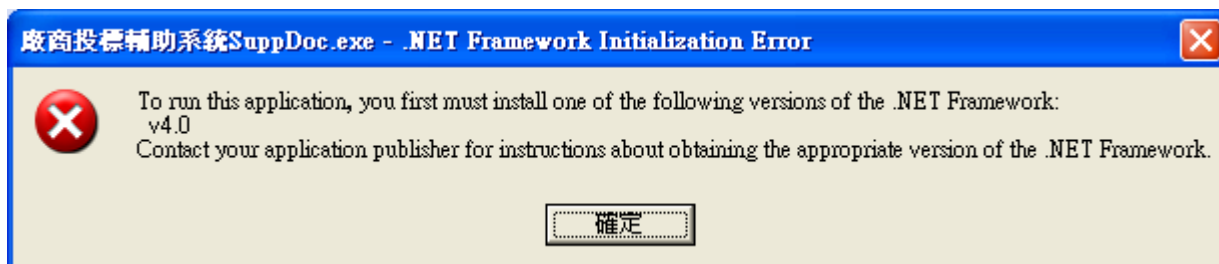 廠商投標輔助系統SuppDoc.exe - .NET Framework Initialization Error
To run this application, you first must install one of the following versions of the .NET Framework:
v4.0
Contact your application publisher for instructions about obtaining the appropriate version of the .NET Framework.
確定